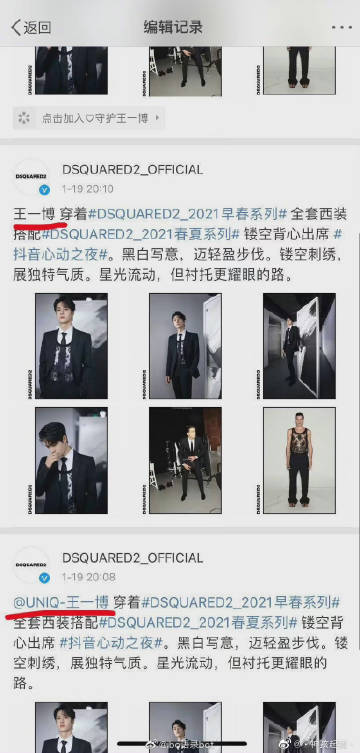 返回
编辑记录
DSQUARED2
DSQUARED2
DSQUARED2
点击加入♡守护王一博
DSQUARED2_OFFICIAL
1-19 20:10
王一博 穿着#DSQUARED2_2021早春系列# 全套西装
搭配#DSQUARED2_2021春夏系列# 镂空背心出席 #
抖音心动之夜#。黑白写意，迈轻盈步伐。镂空刺绣，
展独特气质。星光流动，但衬托更耀眼的路。
DSQUARED2
DSQUARED2
DSQUARED2
DSQUARED2
DSQUARED2
DSQUARED2
DSQUARED2_OFFICIAL
1-19 20:08
@UNIQ-王一博 穿着#DSQUARED2_2021早春系列#
全套西装搭配#DSQUARED2_2021春夏系列# 镂空背
心出席 #抖音心动之夜#。黑白写意，迈轻盈步伐。镂
空刺绣，展独特气质。星光流动，但衬托更耀眼的
路。